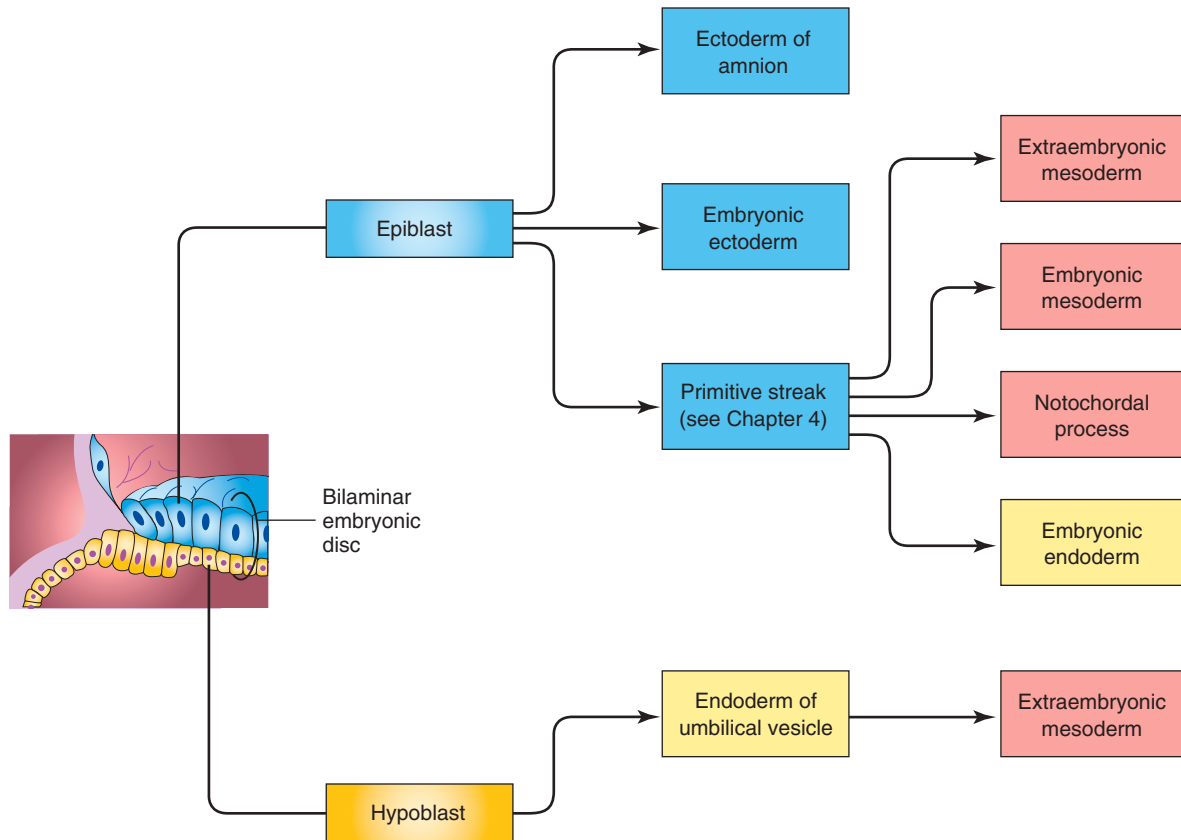 Ectoderm of
amnion
Extraembryonic
mesoderm
Epiblast
Embryonic
ectoderm
Embryonic
mesoderm
Primitive streak
(see Chapter 4)
Notochordal
process
Bilaminar
embryonic
disc
Embryonic
endoderm
Endoderm of
umbilical vesicle
Extraembryonic
mesoderm
Hypoblast